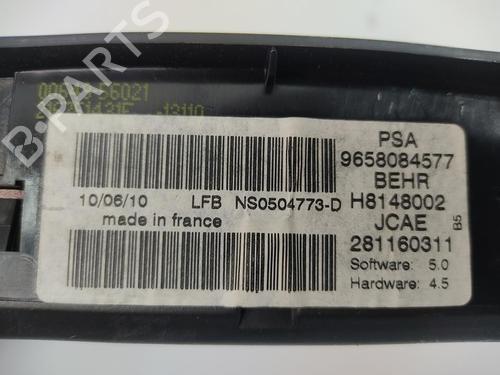 PSA
9658084577
BEHR
H8148002
JCAE
281160311
B5
Software: 5.0
Hardware: 4.5
10/06/10 LFB NS0504773-D
made in france